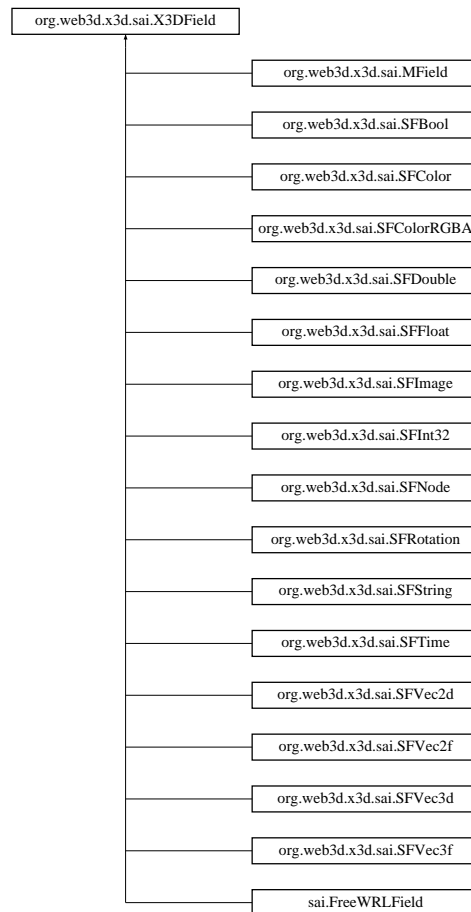 org.web3d.x3d.sai.X3DField
org.web3d.x3d.sai.MField
org.web3d.x3d.sai.SFBool
org.web3d.x3d.sai.SFColor
org.web3d.x3d.sai.SFColorRGBA
org.web3d.x3d.sai.SFDouble
org.web3d.x3d.sai.SFFloat
org.web3d.x3d.sai.SFImage
org.web3d.x3d.sai.SFInt32
org.web3d.x3d.sai.SFNode
org.web3d.x3d.sai.SFRotation
org.web3d.x3d.sai.SFString
org.web3d.x3d.sai.SFTime
org.web3d.x3d.sai.SFVec2d
org.web3d.x3d.sai.SFVec2f
org.web3d.x3d.sai.SFVec3d
org.web3d.x3d.sai.SFVec3f
sai.FreeWRLField